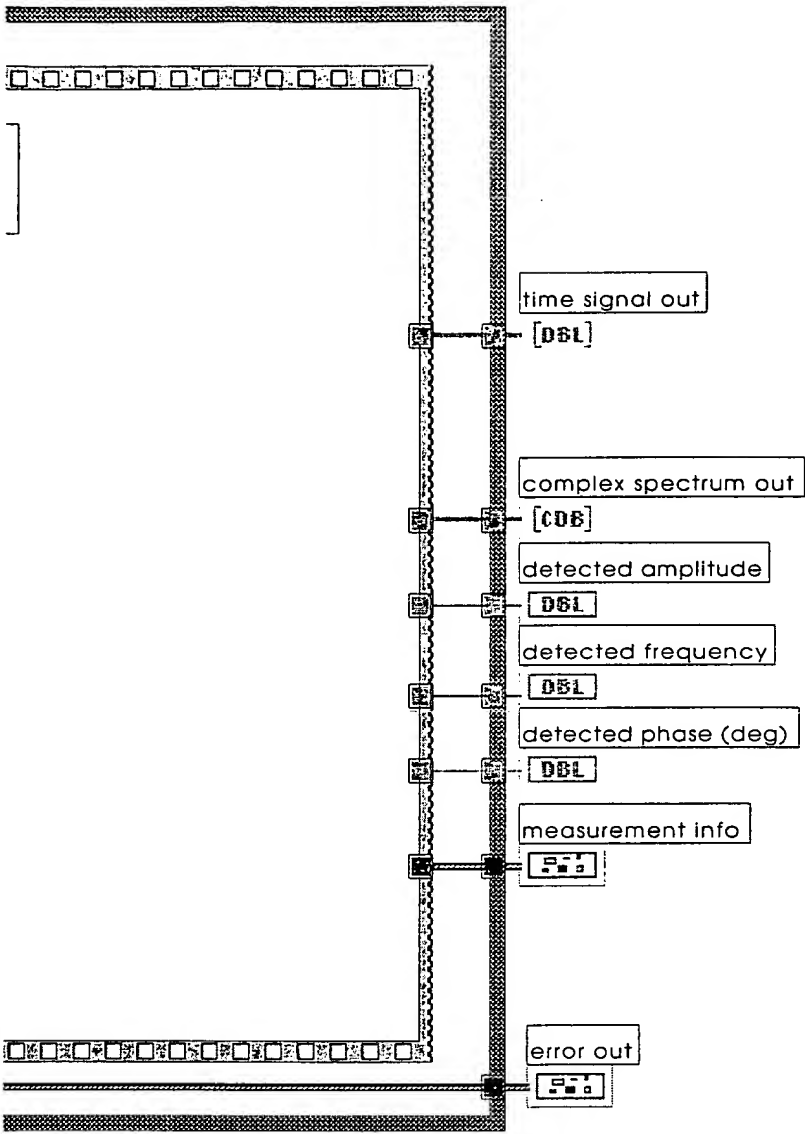 time signal out
[DBL]
complex spectrum out
[CDB]
detected amplitude
DBL
detected frequency
DBL
detected phase (deg)
DBL
measurement info
error out